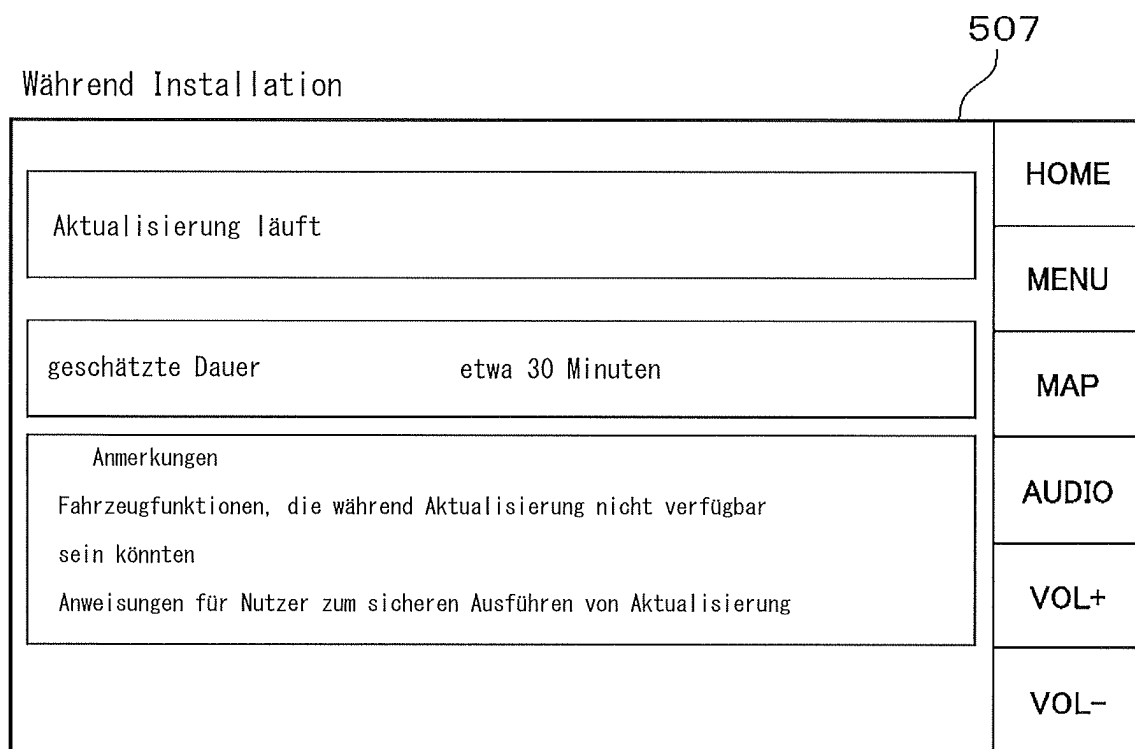 507
Während Installation
Aktualisierung läuft
geschätzte Dauer etwa 30 Minuten
Anmerkungen
Fahrzeugfunktionen, die während Aktualisierung nicht verfügbar
sein könnten
Anweisungen für Nutzer zum sicheren Ausführen von Aktualisierung
HOME
MENU
MAP
AUDIO
VOL+
VOL-